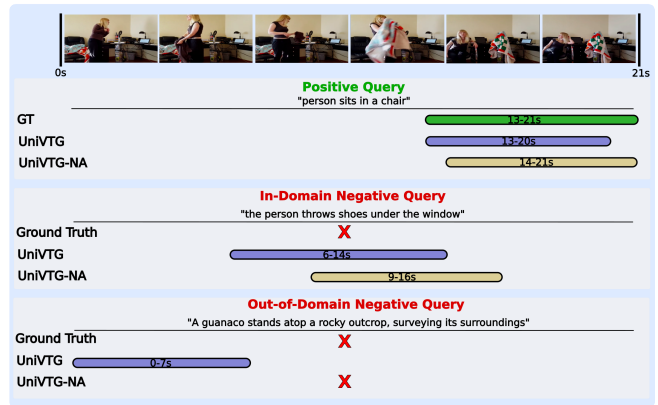 0s
21s
Positive Query
"person sits in a chair"
GT
13-21s
UniVTG
13-20s
UniVTG-NA
14-21s
In-Domain Negative Query
"the person throws shoes under the window"
Ground Truth
X
UniVTG
6-14s
UniVTG-NA
9-16s
Out-of-Domain Negative Query
"A guanaco stands atop a rocky outcrop, surveying its surroundings"
Ground Truth
X
UniVTG
0-7s
UniVTG-NA
X